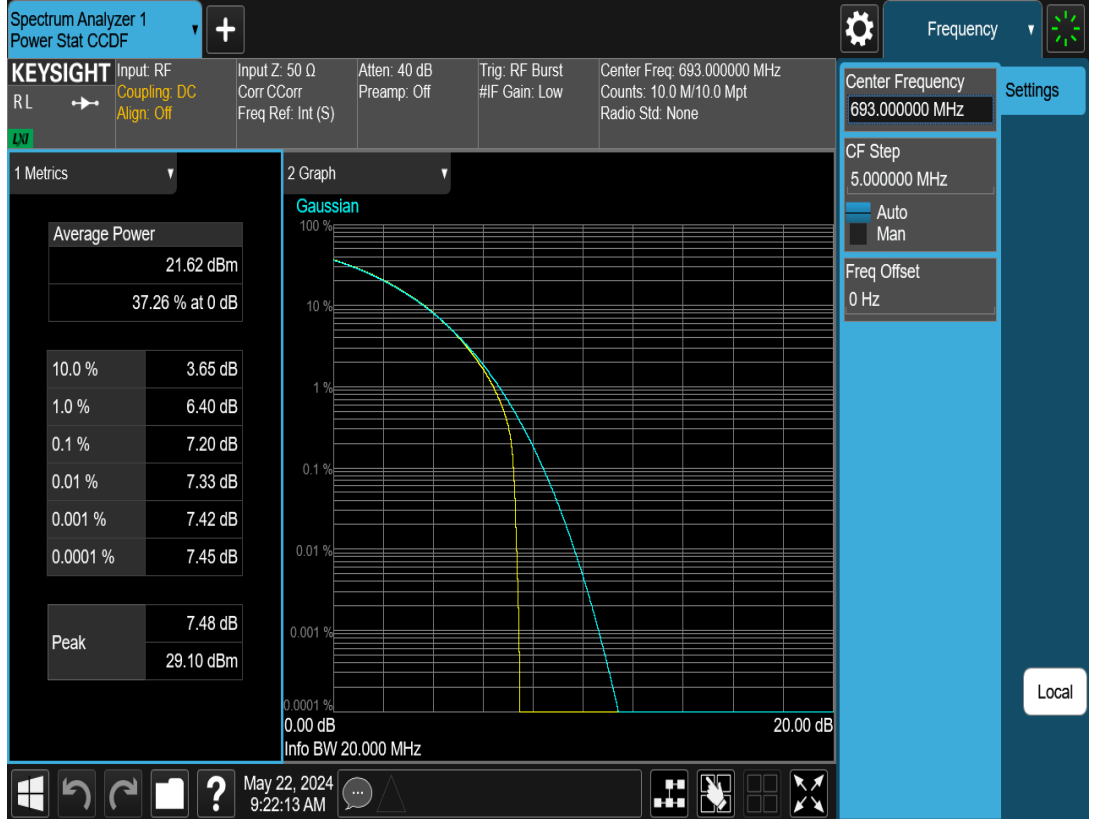 Spectrum Analyzer 1
Power Stat CCDF
+
Frequency
KEYSIGHT
RL
LXI
Input: RF
Coupling: DC
Align: Off
Input Z: 50 Ω
Corr CCorr
Freq Ref: Int (S)
Atten: 40 dB
Preamp: Off
Trig: RF Burst
#IF Gain: Low
Center Freq: 693.000000 MHz
Counts: 10.0 M/10.0 Mpt
Radio Std: None
Center Frequency
693.000000 MHz
Settings
CF Step
5.000000 MHz
Auto
Man
Freq Offset
0 Hz
Local
1 Metrics
Average Power
21.62 dBm
37.26 % at 0 dB
10.0 % 3.65 dB
1.0 % 6.40 dB
0.1 % 7.20 dB
0.01 % 7.33 dB
0.001 % 7.42 dB
0.0001 % 7.45 dB
Peak
7.48 dB
29.10 dBm
2 Graph
Gaussian
100 %
10 %
1 %
0.1 %
0.01 %
0.001 %
0.0001 %
0.00 dB 20.00 dB
Info BW 20.000 MHz
?
May 22, 2024
9:22:13 AM